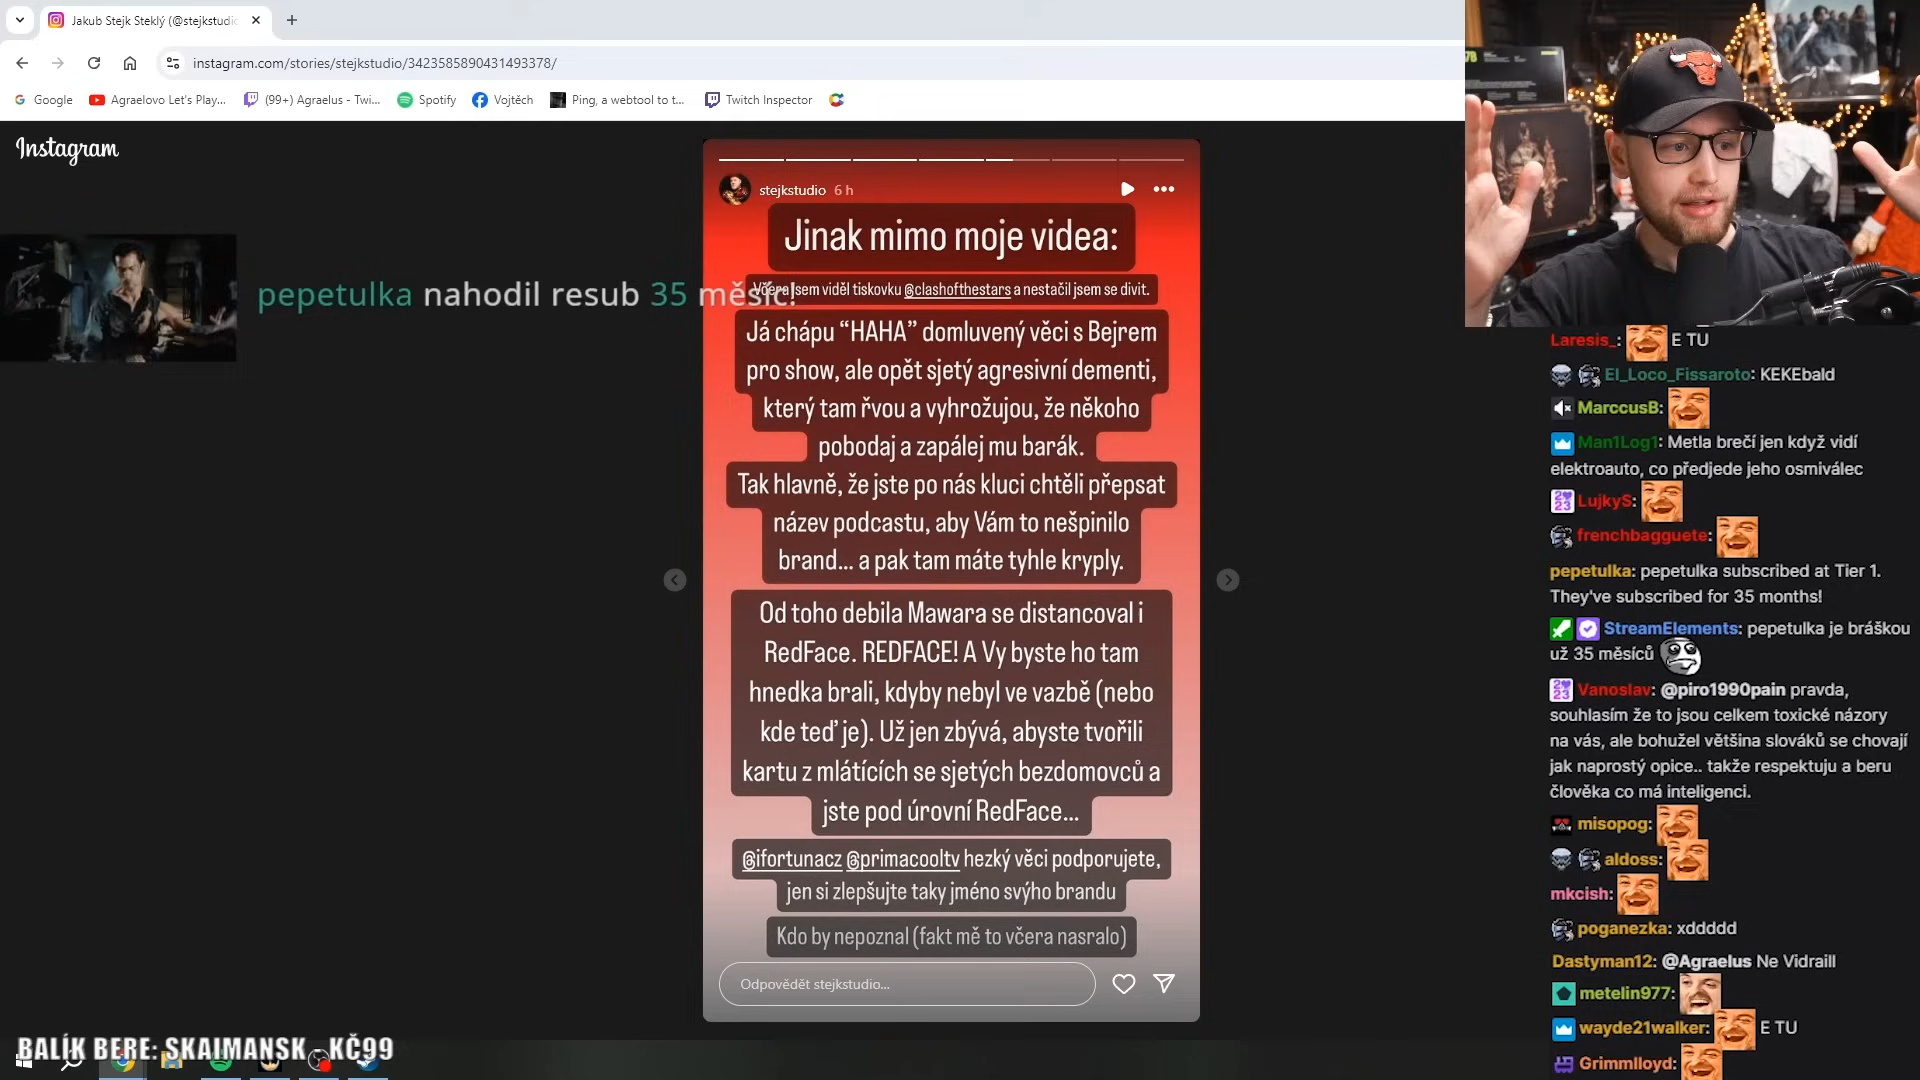 Jakub Stejk Steklý (@stejkstudio
instagram.com/stories/stejkstudio/3423585890431493378/
Google
Agraelovo Let's Play...
(99+) Agraelus - Twi...
Spotify
Vojtěch
Ping, a webtool to t...
Twitch Inspector
Instagram
stejkstudio 6 h
Jinak mimo moje videa:
Včera jsem viděl tiskovku @clashofthestars a nestačil jsem se divit.
pepetulka nahodil resub 35 měsíc!
Já chápu “HAHA” domluvený věci s Bejrem
pro show, ale opět sjetý agresivní dementi,
který tam řvou a vyhrožujou, že někoho
pobodaj a zapálej mu barák.
Tak hlavně, že jste po nás kluci chtěli přepsat
název podcastu, aby Vám to nešpinilo
brand... a pak tam máte tyhle kryply.
Od toho debila Mawara se distancoval i
RedFace. REDFACE! A Vy byste ho tam
hnedka brali, kdyby nebyl ve vazbě (nebo
kde teď je). Už jen zbývá, abyste tvořili
kartu z mlátících se sjetých bezdomovců a
jste pod úrovní RedFace...
@ifortunacz @primacooltv hezký věci podporujete,
jen si zlepšujte taky jméno svýho brandu
Kdo by nepoznal (fakt mě to včera nasralo)
Odpovědět stejkstudio...
Laresis_: E TU
El_Loco_Fissaroto: KEKEbald
MarccusB:
Man1Log1: Metla brečí jen když vidí
elektroauto, co předjede jeho osmiválec
LujkyS:
frenchbagguete:
pepetulka: pepetulka subscribed at Tier 1.
They've subscribed for 35 months!
StreamElements: pepetulka je bráškou
už 35 měsíců
Vanoslav: @piro1990pain pravda,
souhlasím že to jsou celkem toxické názory
na vás, ale bohužel většina slováků se chovají
jak naprostý opice.. takže respektuju a beru
člověka co má inteligenci.
misopog:
aldoss:
mkcish:
poganezka: xddddd
Dastyman12: @Agraelus Ne Vidraill
metelin977:
wayde21walker: E TU
Grimmlloyd:
BALÍK BERE: SKAIMANSK - KČ99